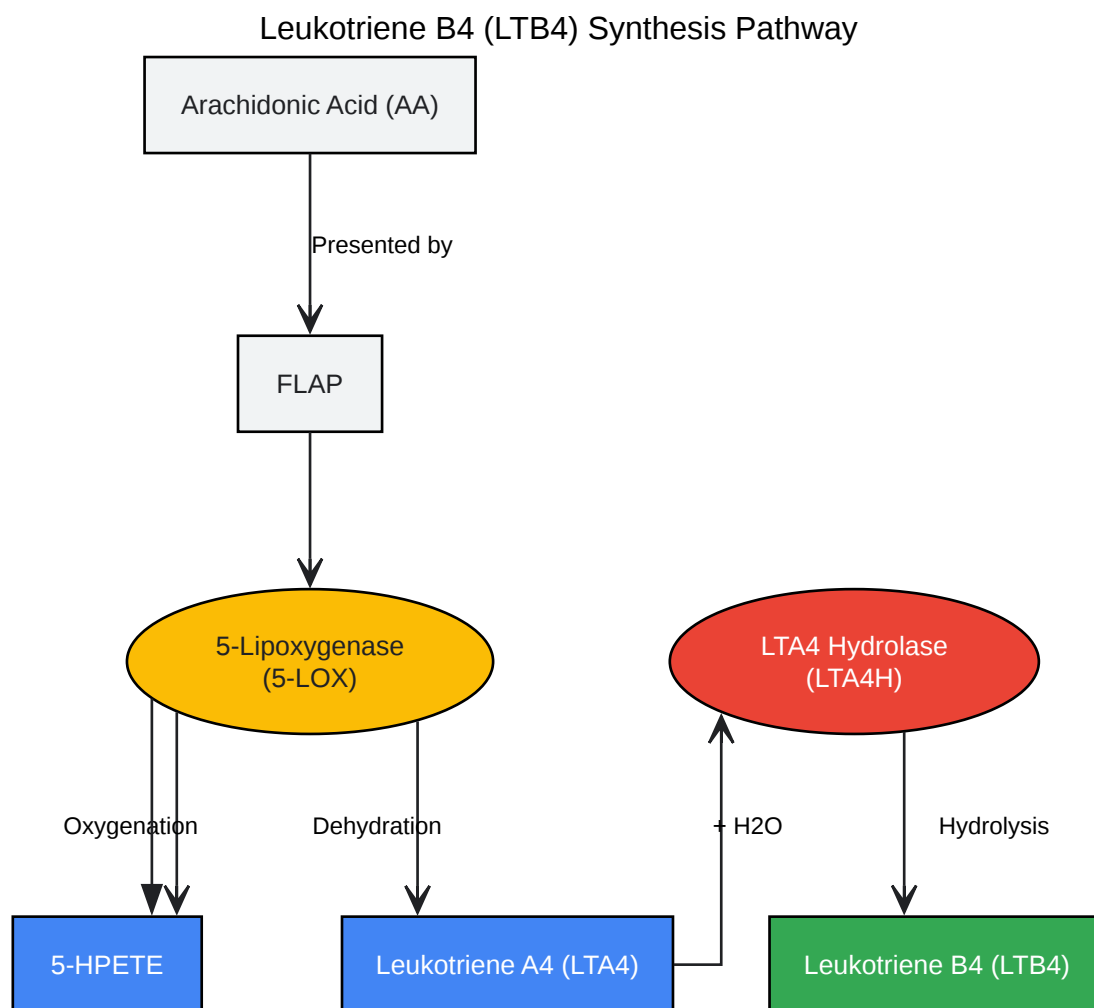 Leukotriene B4 (LTB4) Synthesis Pathway
Arachidonic Acid (AA)
Presented by
FLAP
5-Lipoxygenase
(5-LOX)
LTA4 Hydrolase
(LTA4H)
Oxygenation
Dehydration
+ H2O
Hydrolysis
5-HPETE
Leukotriene A4 (LTA4)
Leukotriene B4 (LTB4)